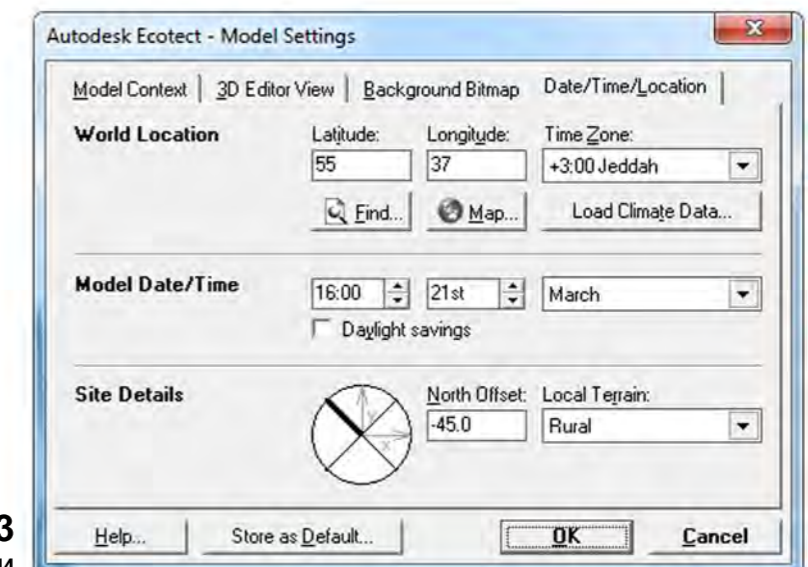 Autodesk Ecotect - Model Settings
Model Context 3D Editor View Background Bitmap Date/Time/Location
World Location Latitude: Longitude: Time Zone:
55 37 +3:00 Jeddah
Find... Map... Load Climate Data...
Model Date/Time 16:00 21st March
Daylight savings
Site Details North Offset: Local Terrain:
Y -45.0 Rural
X
3
Help... Store as Default... OK Cancel
и